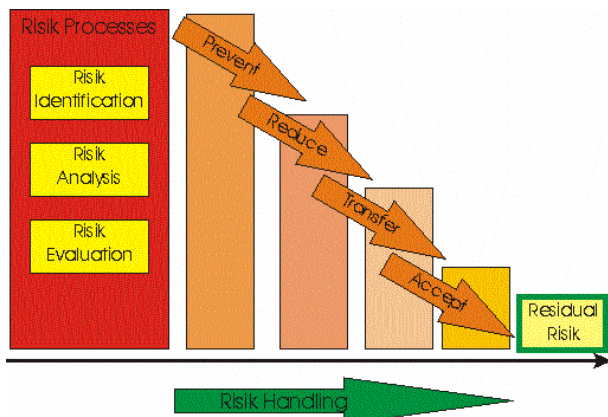 Risik Processes
Risik
Identification
Risik
Analysis
Risik
Evaluation
Prevent
Reduce
Transfer
Accept
Residual
Risik
Risik Handling